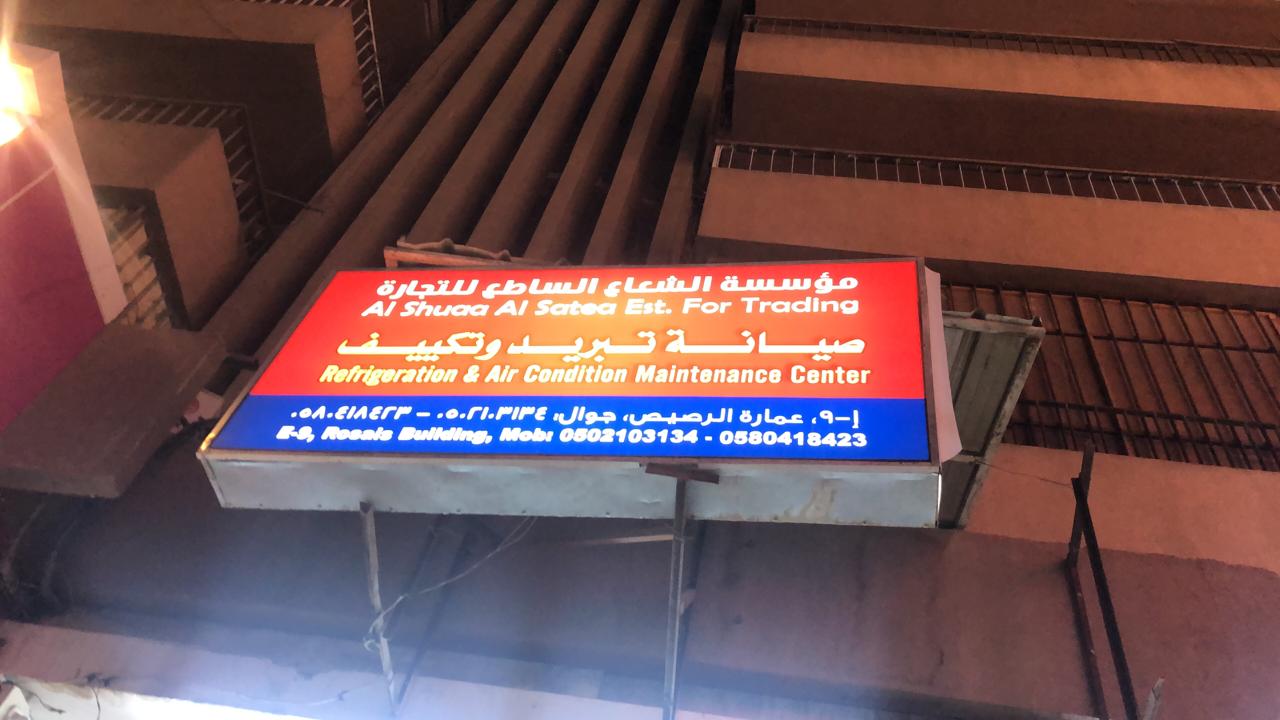 مؤسسة الشعاع الساطع للتجارة
Al Shuaa Al Satea Est. For Trading
صيانة تبريد وتكييف
Refrigeration & Air Condition Maintenance Center
إ-٩، عمارة الرصيص، جوال: ٠٥٠٢١٠٣١٣٤ - ٠٥٨٠٤١٨٤٢٣
E-9, Rosais Building, Mob: 0502103134 - 0580418423